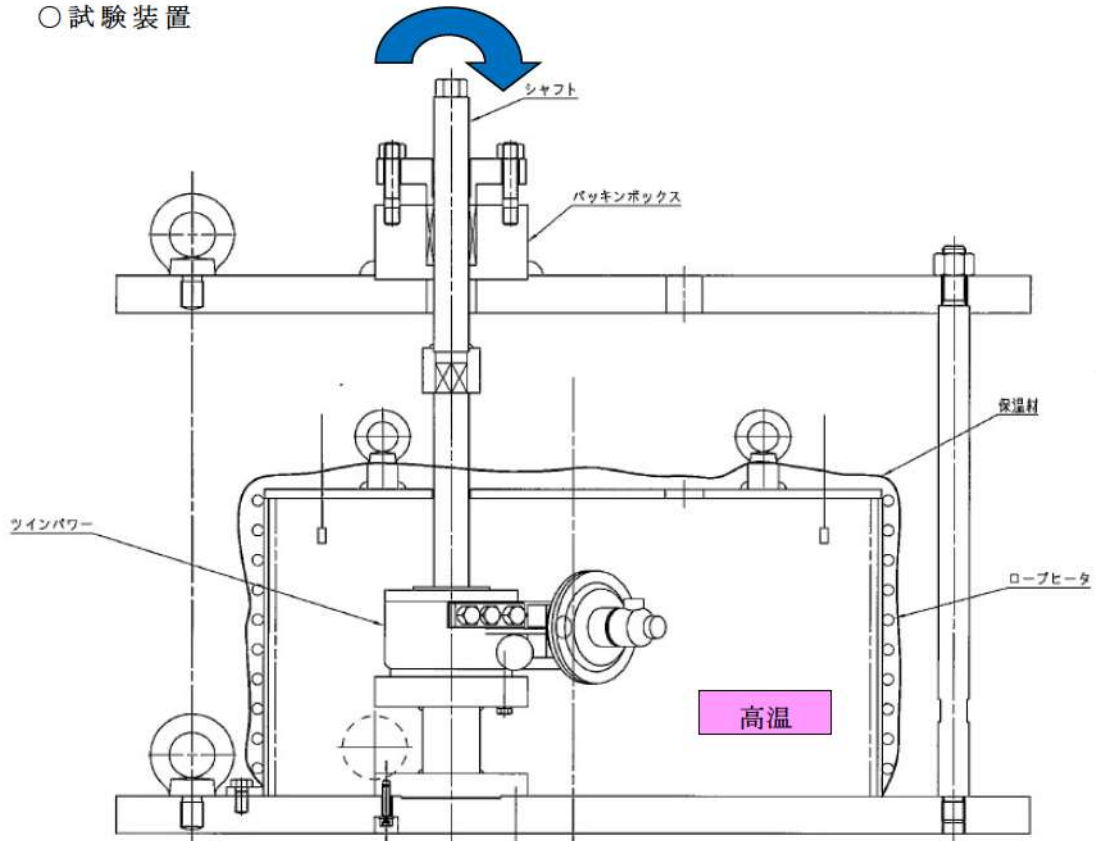 ○試験装置
シャフト
パッキンボックス
保温材
ツインパワー
ロープヒータ
高温